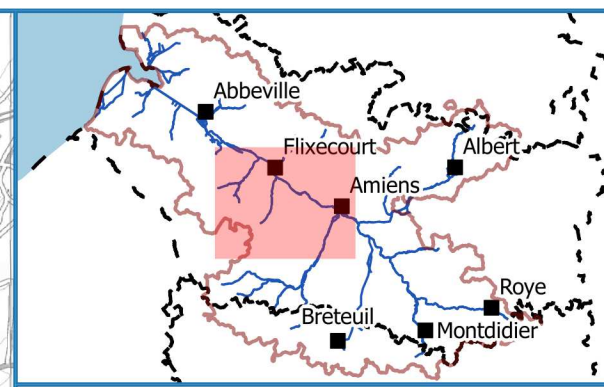 Abbeville
Flixecourt
Albert
Amiens
Roye
Breteuil
Montdidier